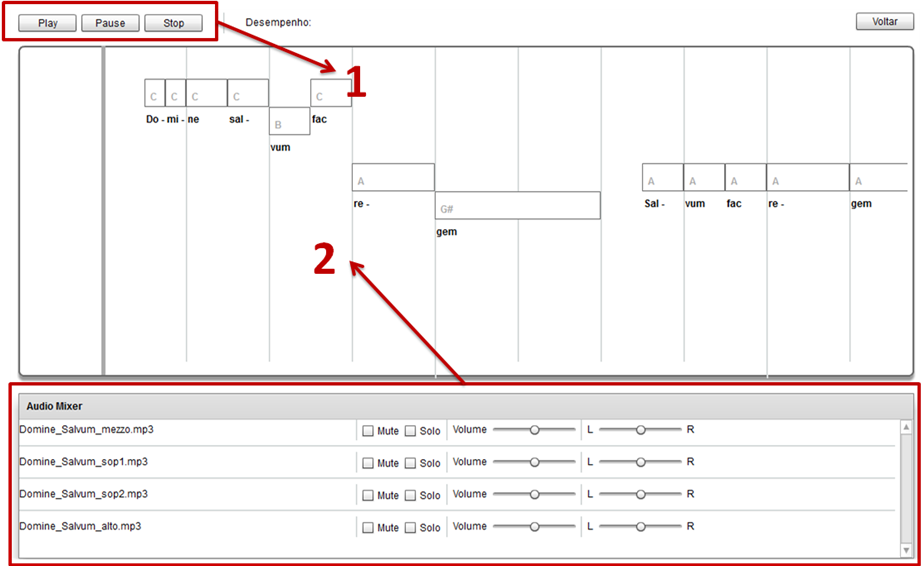 Play Pause Stop Desempenho: Voltar
1
C C C C C
B
Do - mi - ne sal - fac
vum
A A A A A A
G#
re - Sal - vum fac re - gem
gem
2
Audio Mixer
Domine_Salvum_mezzo.mp3 Mute Solo Volume L R
Domine_Salvum_sop1.mp3 Mute Solo Volume L R
Domine_Salvum_sop2.mp3 Mute Solo Volume L R
Domine_Salvum_alto.mp3 Mute Solo Volume L R